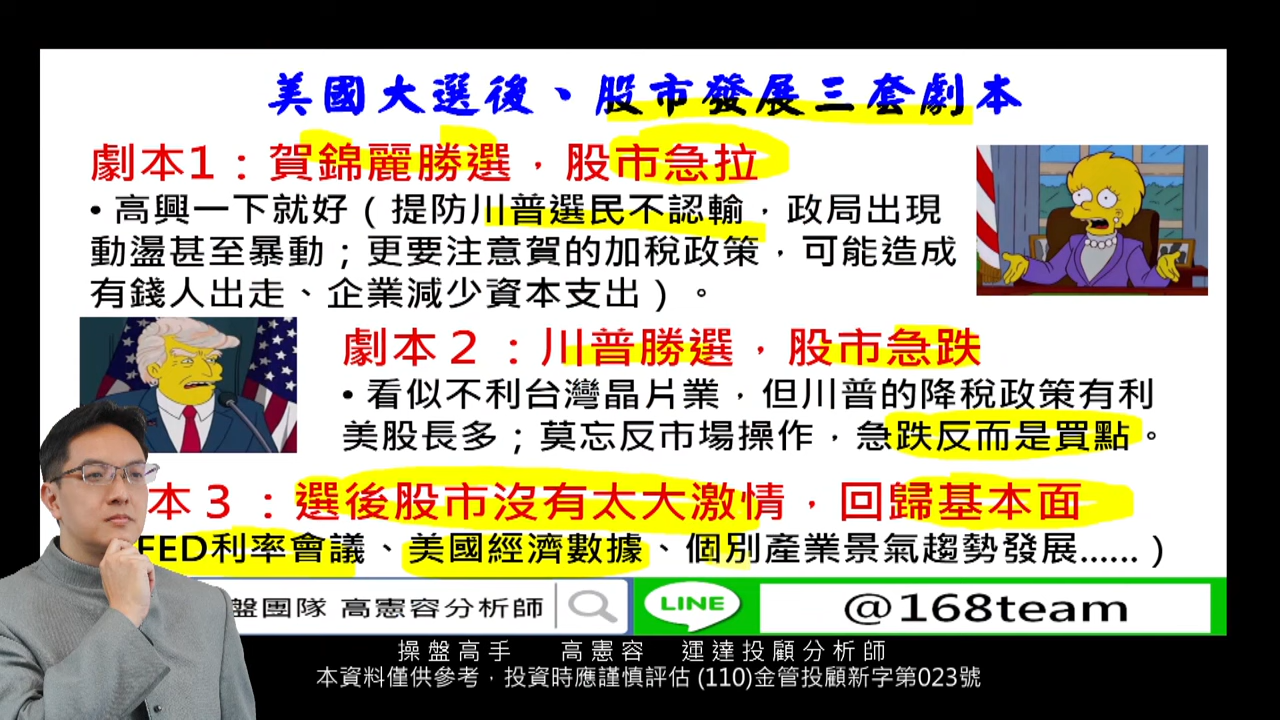 美國大選後、股市發展三套劇本
劇本1：賀錦麗勝選，股市急拉
• 高興一下就好（提防川普選民不認輸，政局出現
動盪甚至暴動；更要注意賀的加稅政策，可能造成
有錢人出走、企業減少資本支出）。
劇本２：川普勝選，股市急跌
• 看似不利台灣晶片業，但川普的降稅政策有利
美股長多；莫忘反市場操作，急跌反而是買點。
本３：選後股市沒有太大激情，回歸基本面
FED利率會議、美國經濟數據、個別產業景氣趨勢發展......）
盤團隊 高憲容分析師
LINE
@168team
操盤高手 高憲容 運達投顧分析師
本資料僅供參考，投資時應謹慎評估 (110)金管投顧新字第023號